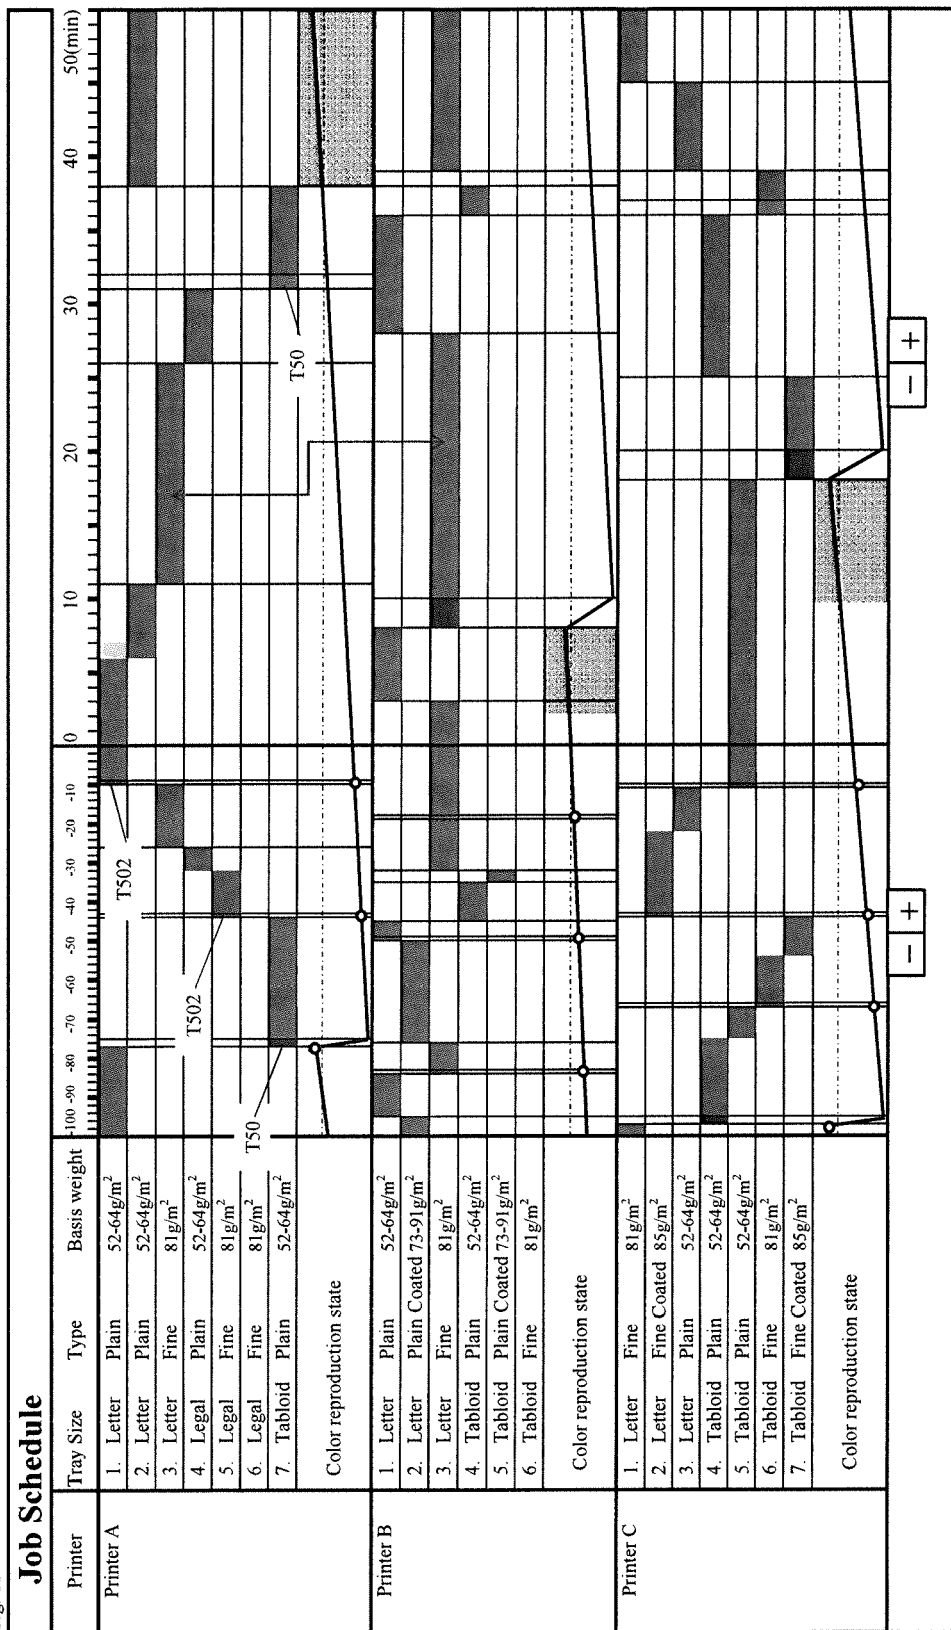 Job Schedule
Printer Tray Size Type Basis weight -100 -90 -80 -70 -60 -50 -40 -30 -20 -10 0 10 20 30 40 50(min)
Printer A
1. Letter Plain 52-64g/m²
2. Letter Plain 52-64g/m²
3. Letter Fine 81g/m²
4. Legal Plain 52-64g/m²
5. Legal Fine 81g/m²
6. Legal Fine 81g/m²
7. Tabloid Plain 52-64g/m²
Color reproduction state
T502
T502
T50
T50
Printer B
1. Letter Plain 52-64g/m²
2. Letter Plain Coated 73-91g/m²
3. Letter Fine 81g/m²
4. Tabloid Plain 52-64g/m²
5. Tabloid Plain Coated 73-91g/m²
6. Tabloid Fine 81g/m²
Color reproduction state
Printer C
1. Letter Fine 81g/m²
2. Letter Fine Coated 85g/m²
3. Letter Plain 52-64g/m²
4. Tabloid Plain 52-64g/m²
5. Tabloid Plain 52-64g/m²
6. Tabloid Fine 81g/m²
7. Tabloid Fine Coated 85g/m²
Color reproduction state
− +
− +